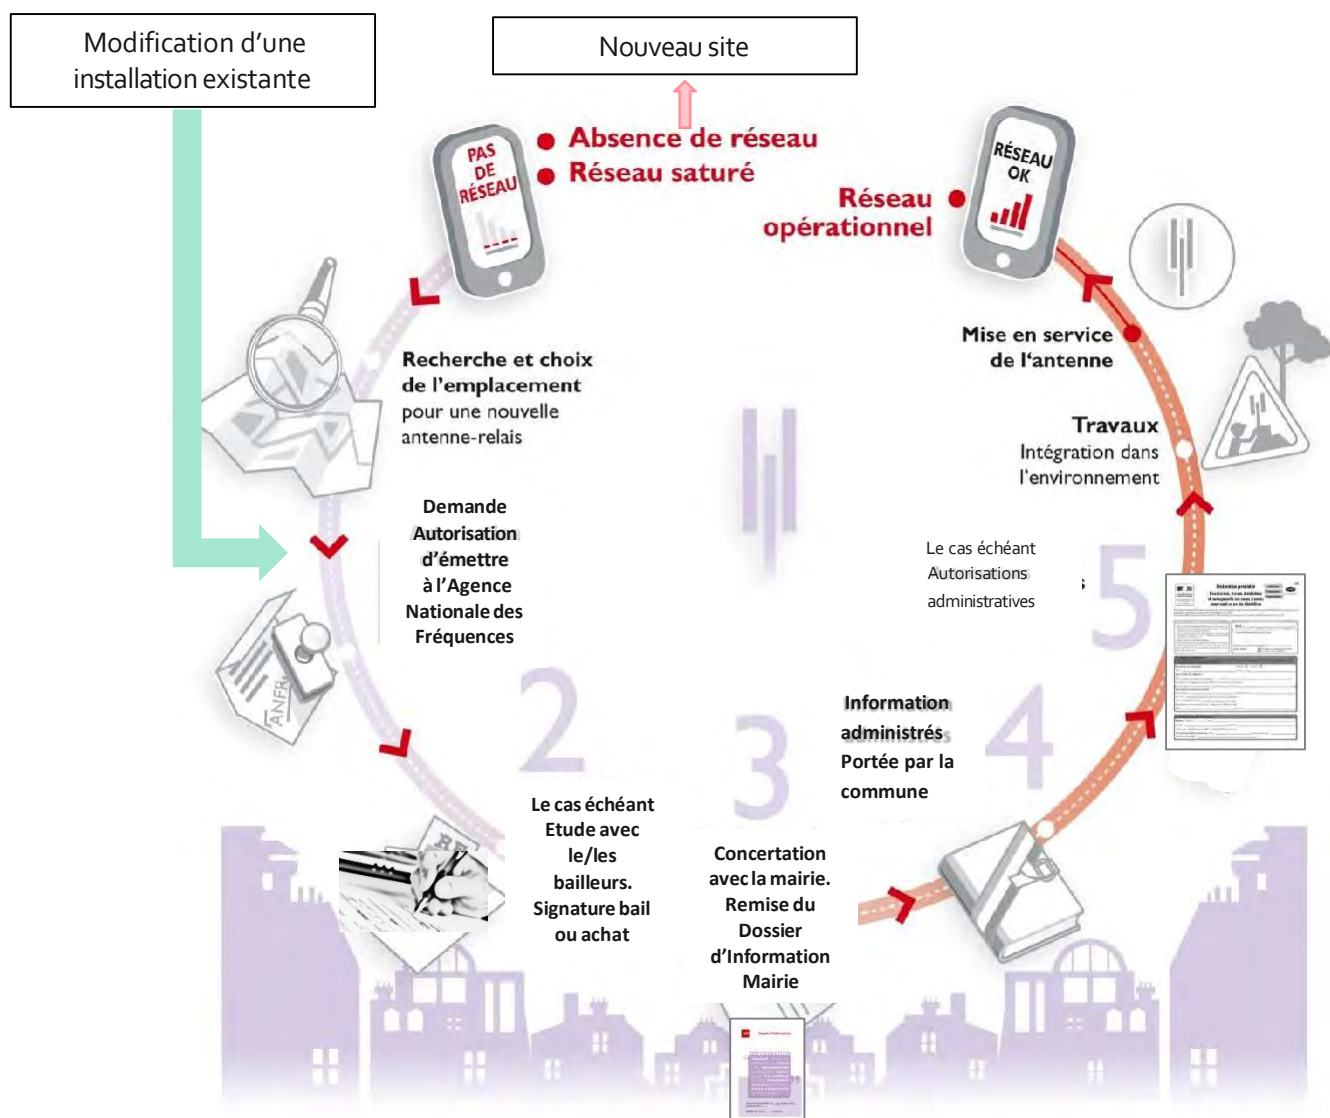 Modification d'une
installation existante
Nouveau site
Absence de réseau
Réseau saturé
PAS
DE
RÉSEAU
RÉSEAU
OK
Réseau
opérationnel
Recherche et choix
de l'emplacement
pour une nouvelle
antenne-relais
Mise en service
de l'antenne
Travaux
Intégration dans
l'environnement
Demande
Autorisation
d'émettre
à l'Agence
Nationale des
Fréquences
ANFR
Le cas échéant
Autorisations
administratives
5
Déclaration préalable
2
3
4
Information
administrés
Portée par la
commune
Le cas échéant
Etude avec
le/les
bailleurs.
Signature bail
ou achat
Concertation
avec la mairie.
Remise du
Dossier
d'Information
Mairie